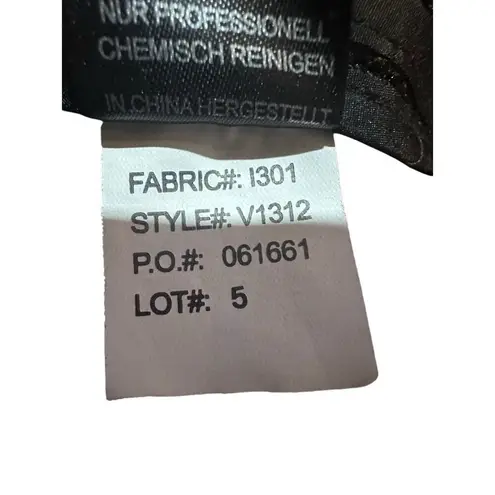 NUR PROFESSIONELL
CHEMISCH REINIGEN
IN CHINA HERGESTELLT
FABRIC#: I301
STYLE#: V1312
P.O.#: 061661
LOT#: 5